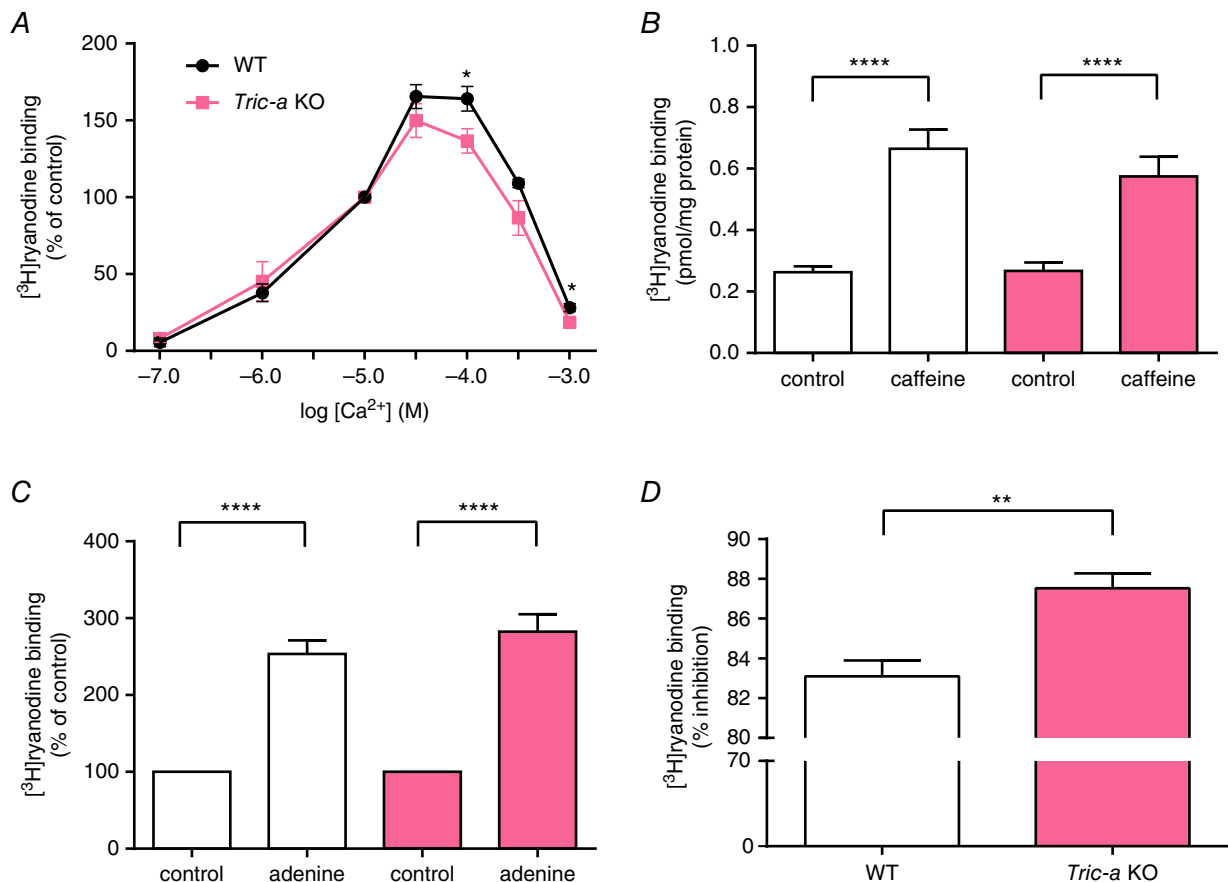 A
[³H]ryanodine binding
(% of control)
200
150
100
50
0
WT
Tric-a KO
*
*
–7.0 –6.0 –5.0 –4.0 –3.0
log [Ca²⁺] (M)
B
[³H]ryanodine binding
(pmol/mg protein)
1.0
0.8
0.6
0.4
0.2
0.0
**** ****
control caffeine control caffeine
C
[³H]ryanodine binding
(% of control)
400
300
200
100
0
**** ****
control adenine control adenine
D
[³H]ryanodine binding
(% inhibition)
90
88
86
84
82
80
70
0
**
WT Tric-a KO